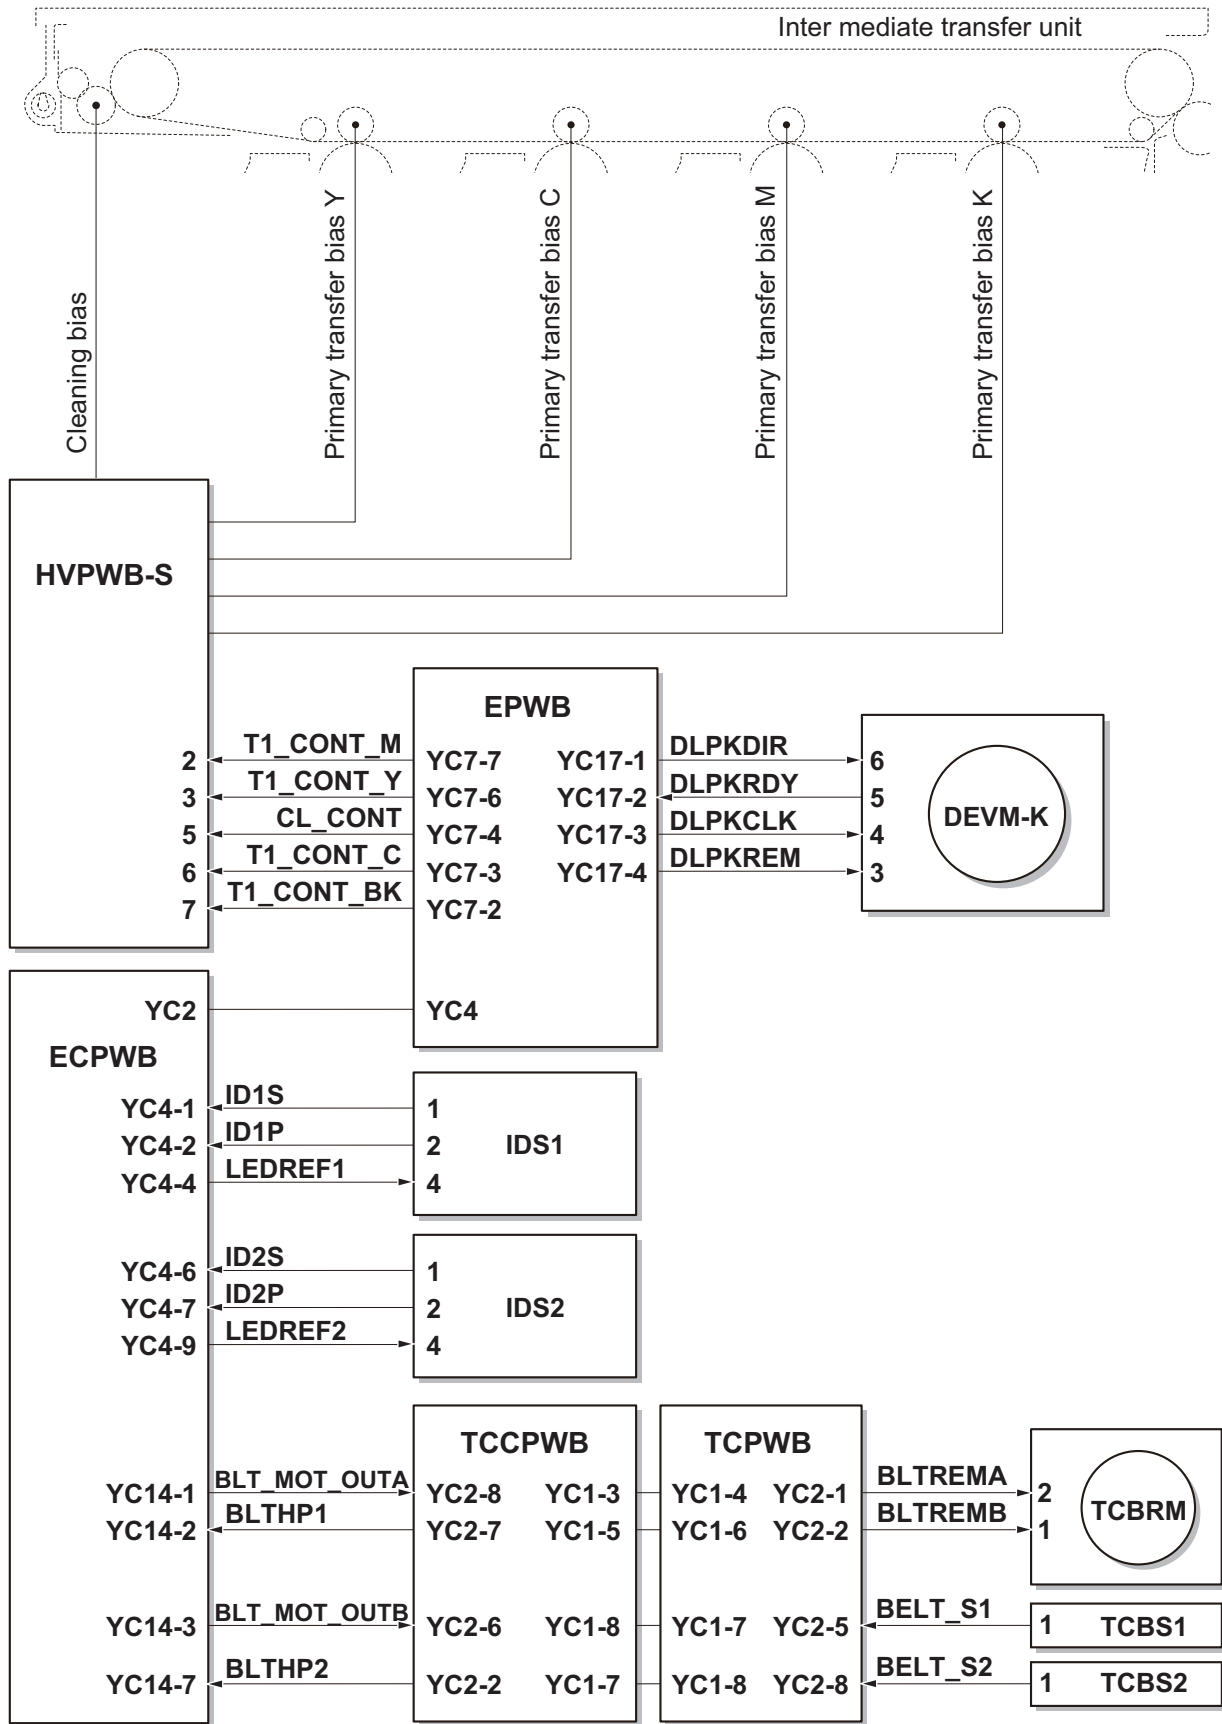 Inter mediate transfer unit
Cleaning bias
Primary transfer bias Y
Primary transfer bias C
Primary transfer bias M
Primary transfer bias K
HVPWB-S
2
3
5
6
7
T1_CONT_M
T1_CONT_Y
CL_CONT
T1_CONT_C
T1_CONT_BK
EPWB
YC7-7
YC7-6
YC7-4
YC7-3
YC7-2
YC4
YC17-1
YC17-2
YC17-3
YC17-4
DLPKDIR
DLPKRDY
DLPKCLK
DLPKREM
6
5
4
3
DEVM-K
YC2
ECPWB
YC4-1
YC4-2
YC4-4
ID1S
ID1P
LEDREF1
1
2
4
IDS1
YC4-6
YC4-7
YC4-9
ID2S
ID2P
LEDREF2
1
2
4
IDS2
YC14-1
YC14-2
YC14-3
YC14-7
BLT_MOT_OUTA
BLTHP1
BLT_MOT_OUTB
BLTHP2
TCCPWB
YC2-8
YC2-7
YC2-6
YC2-2
YC1-3
YC1-5
YC1-8
YC1-7
TCPWB
YC1-4
YC1-6
YC1-7
YC1-8
YC2-1
YC2-2
YC2-5
YC2-8
BLTREMA
BLTREMB
BELT_S1
BELT_S2
2
1
TCBRM
1
TCBS1
1
TCBS2